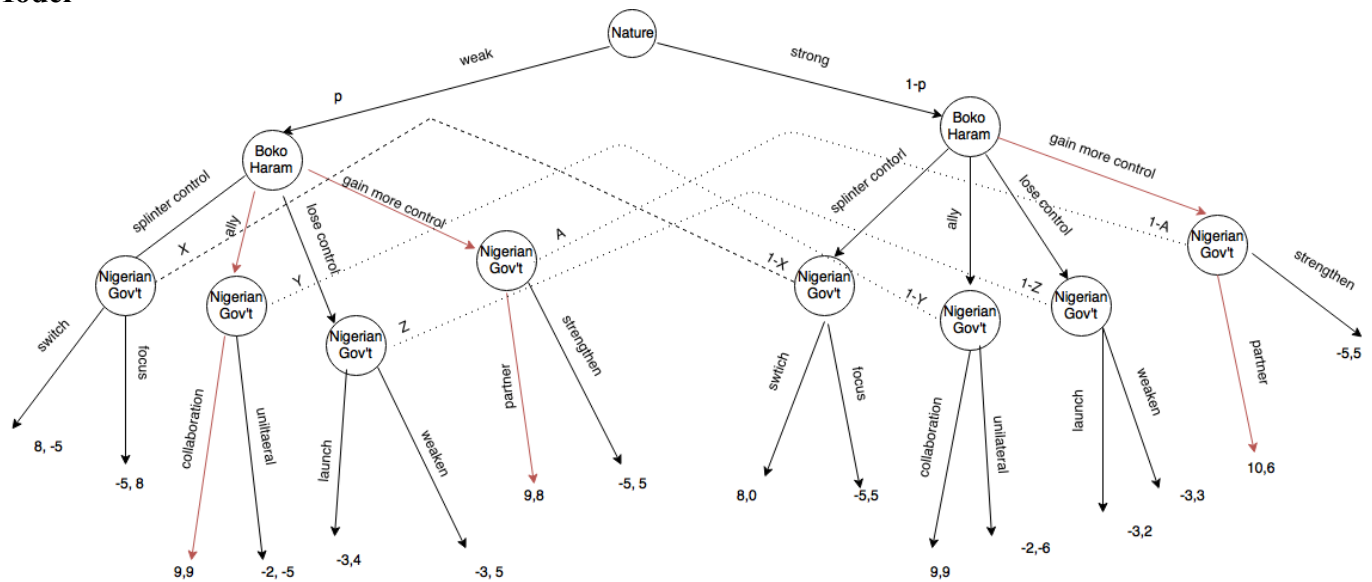 Nature
weak
strong
p
1-p
Boko
Haram
Boko
Haram
splinter control
ally
lose control
gain more control
splinter contorl
ally
lose control
gain more control
X
Y
Z
A
1-X
1-Y
1-Z
1-A
Nigerian
Gov't
Nigerian
Gov't
Nigerian
Gov't
Nigerian
Gov't
Nigerian
Gov't
Nigerian
Gov't
Nigerian
Gov't
Nigerian
Gov't
switch
focus
collaboration
uniltaeral
launch
weaken
partner
strengthen
swtich
focus
collaboration
unilateral
launch
weaken
partner
strengthen
8, -5
-5, 8
9,9
-2, -5
-3,4
-3, 5
9,8
-5, 5
8,0
-5,5
9,9
-2,-6
-3,2
-3,3
10,6
-5,5